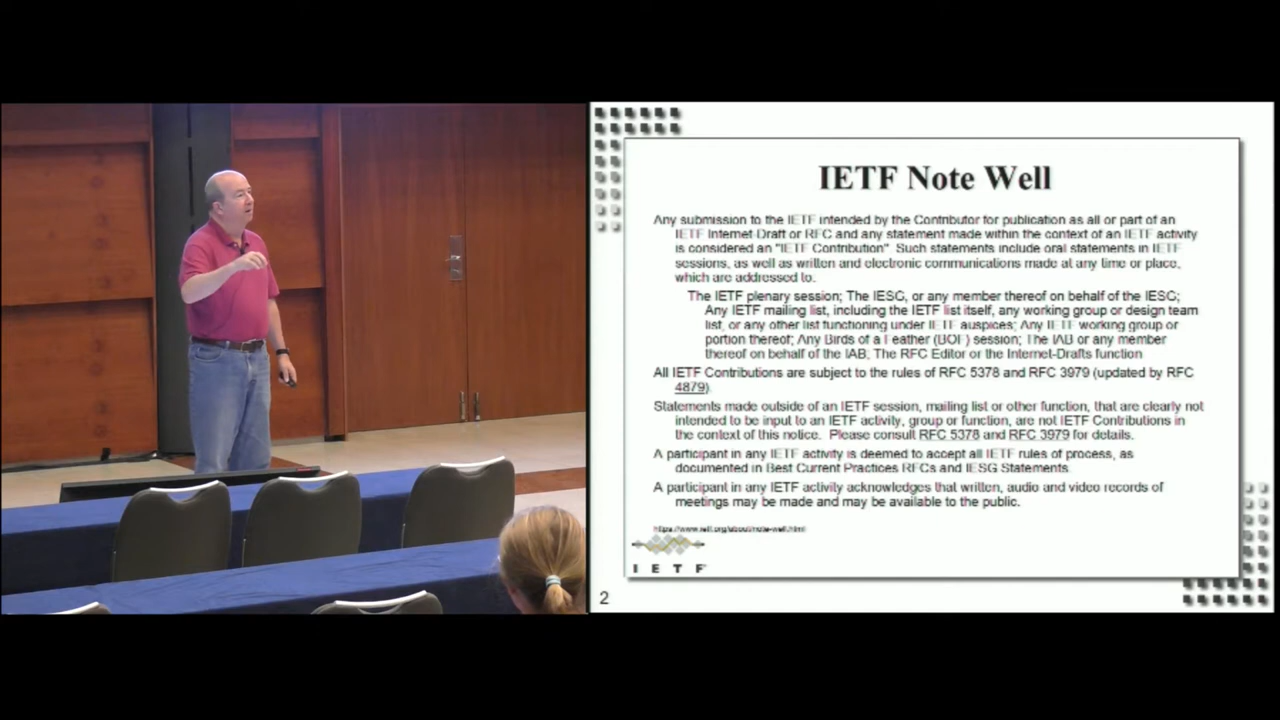 IETF Note Well
Any submission to the IETF intended by the Contributor for publication as all or part of an
IETF Internet-Draft or RFC and any statement made within the context of an IETF activity
is considered an "IETF Contribution". Such statements include oral statements in IETF
sessions, as well as written and electronic communications made at any time or place,
which are addressed to:
The IETF plenary session; The IESG, or any member thereof on behalf of the IESG;
Any IETF mailing list, including the IETF list itself, any working group or design team
list, or any other list functioning under IETF auspices; Any IETF working group or
portion thereof; Any Birds of a Feather (BOF) session; The IAB or any member
thereof on behalf of the IAB; The RFC Editor or the Internet-Drafts function
All IETF Contributions are subject to the rules of RFC 5378 and RFC 3979 (updated by RFC
4879).
Statements made outside of an IETF session, mailing list or other function, that are clearly not
intended to be input to an IETF activity, group or function, are not IETF Contributions in
the context of this notice. Please consult RFC 5378 and RFC 3979 for details.
A participant in any IETF activity is deemed to accept all IETF rules of process, as
documented in Best Current Practices RFCs and IESG Statements.
A participant in any IETF activity acknowledges that written, audio and video records of
meetings may be made and may be available to the public.
https://www.ietf.org/about/note-well.html
I E T F
2